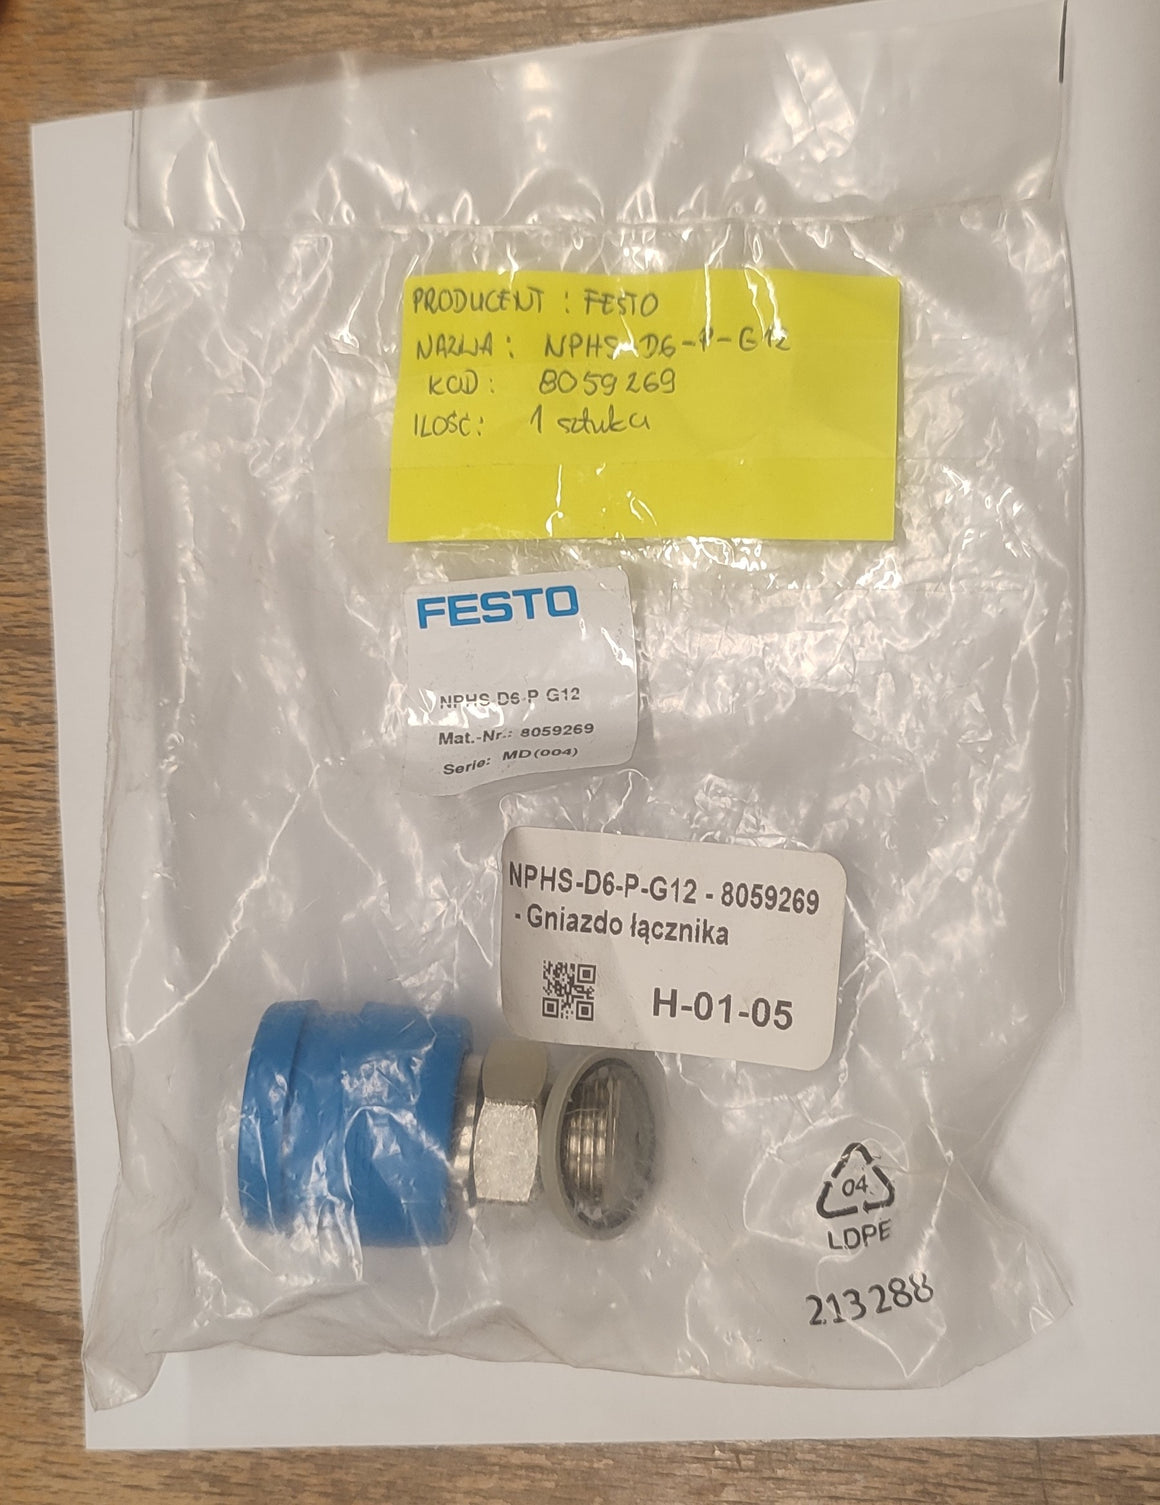 PRODUCENT : FESTO
NAZWA : NPHS-D6-P-G12
KOD : 8059269
ILOŚĆ : 1 sztuka
FESTO
NPHS-D6-P-G12
Mat.-Nr.: 8059269
Serie: MD(004)
NPHS-D6-P-G12 - 8059269
- Gniazdo łącznika
H-01-05
04
LDPE
213288